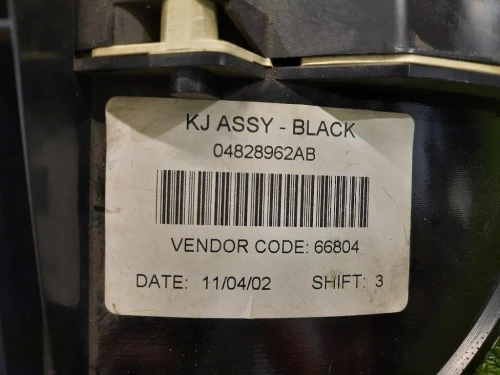 KJ ASSY - BLACK
04828962AB
VENDOR CODE: 66804
DATE: 11/04/02 SHIFT: 3